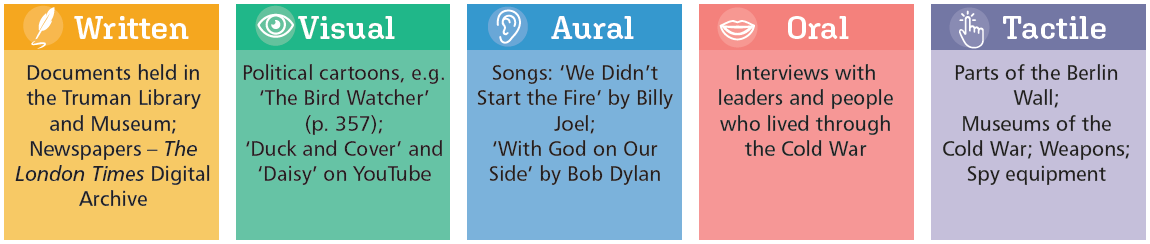 Written
Documents held in
the Truman Library
and Museum;
Newspapers – The
London Times Digital
Archive
Visual
Political cartoons, e.g.
‘The Bird Watcher’
(p. 357);
‘Duck and Cover’ and
‘Daisy’ on YouTube
Aural
Songs: ‘We Didn’t
Start the Fire’ by Billy
Joel;
‘With God on Our
Side’ by Bob Dylan
Oral
Interviews with
leaders and people
who lived through
the Cold War
Tactile
Parts of the Berlin
Wall;
Museums of the
Cold War; Weapons;
Spy equipment